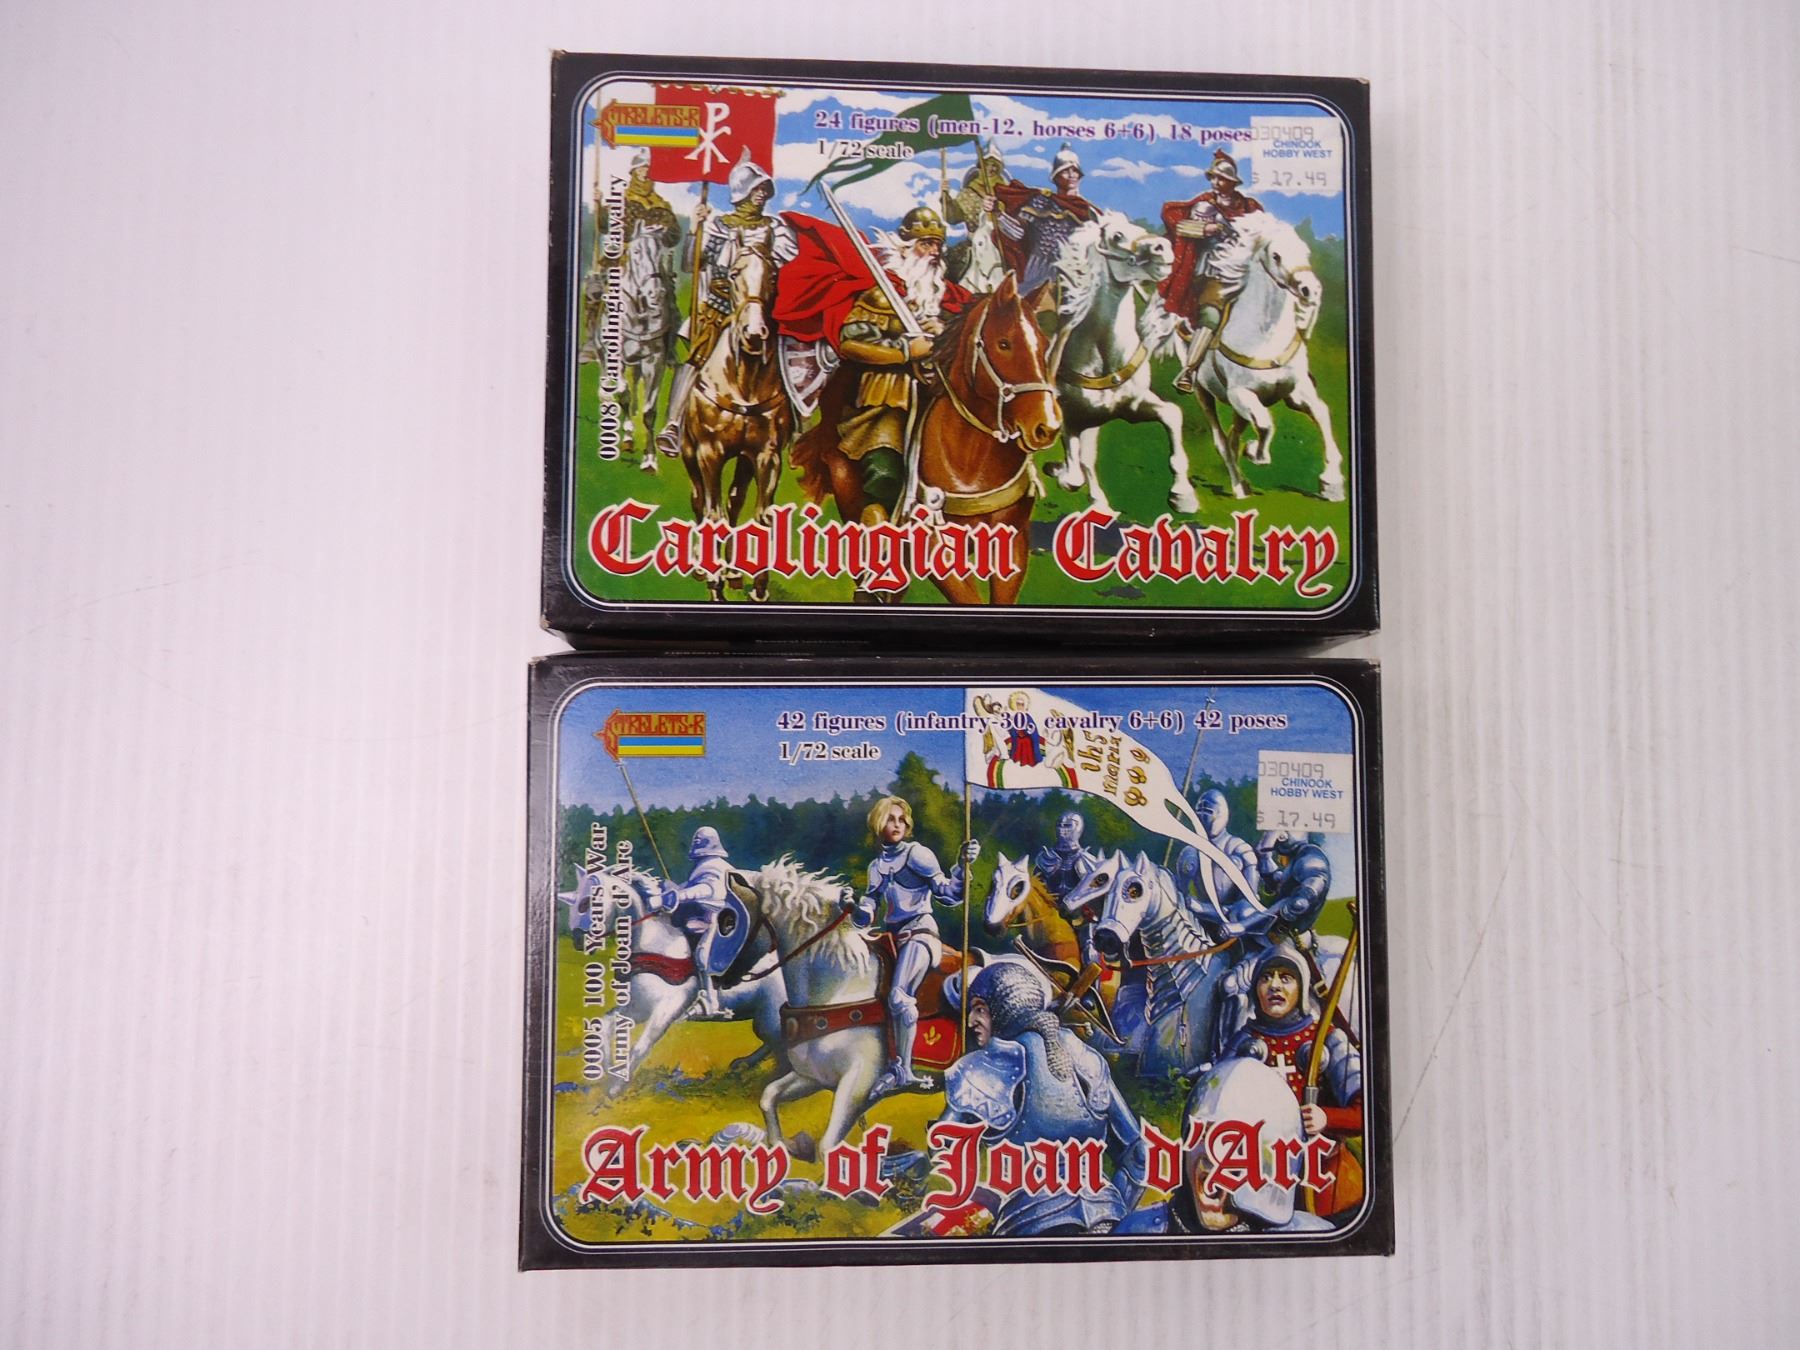 STRELETS-R
24 figures (men-12, horses 6+6) 18 poses
1/72 scale
030409
CHINOOK
HOBBY WEST
$ 17.49
0008 Carolingian Cavalry
Carolingian Cavalry
General Instructions
STRELETS-R
42 figures (infantry-30, cavalry 6+6) 42 poses
1/72 scale
030409
CHINOOK
HOBBY WEST
$ 17.49
0005 100 Years War
Army of Joan d'Arc
Army of Joan d'Arc